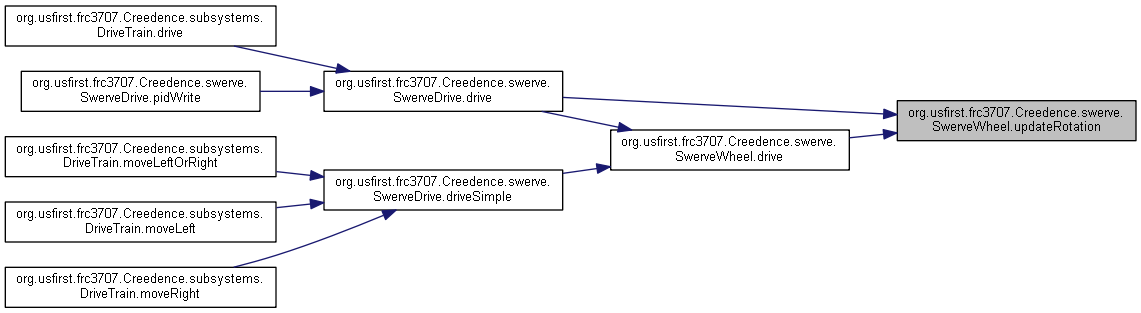 org.usfirst.frc3707.Creedence.subsystems.
DriveTrain.drive
org.usfirst.frc3707.Creedence.swerve.
SwerveDrive.pidWrite
org.usfirst.frc3707.Creedence.swerve.
SwerveDrive.drive
org.usfirst.frc3707.Creedence.swerve.
SwerveWheel.updateRotation
org.usfirst.frc3707.Creedence.swerve.
SwerveWheel.drive
org.usfirst.frc3707.Creedence.subsystems.
DriveTrain.moveLeftOrRight
org.usfirst.frc3707.Creedence.swerve.
SwerveDrive.driveSimple
org.usfirst.frc3707.Creedence.subsystems.
DriveTrain.moveLeft
org.usfirst.frc3707.Creedence.subsystems.
DriveTrain.moveRight